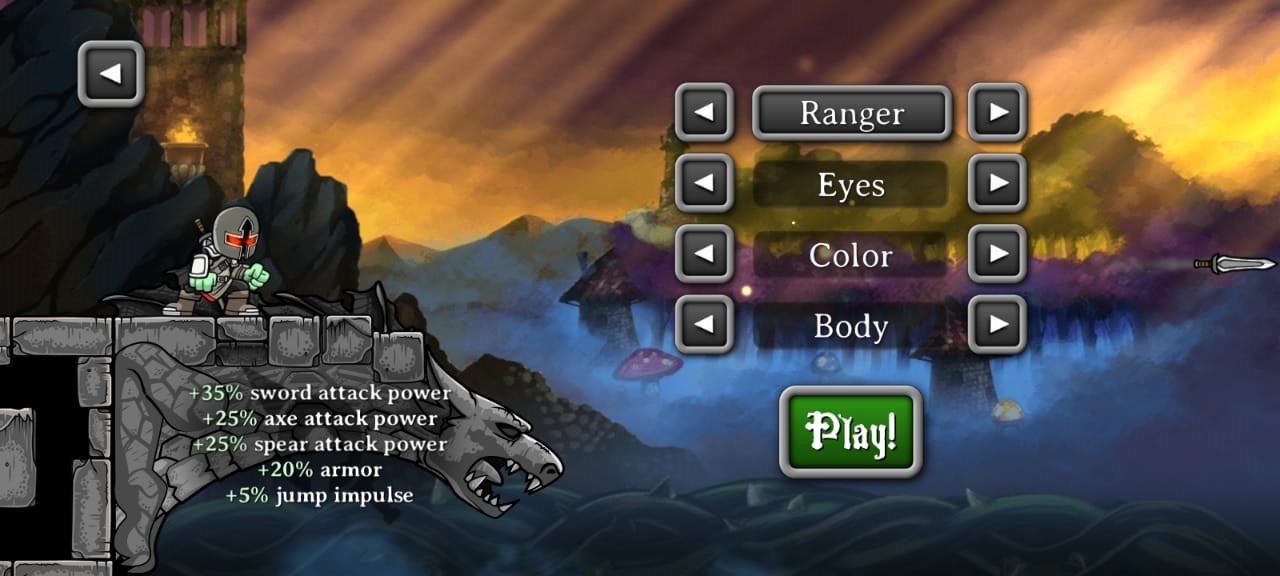 Ranger
Eyes
Color
Body
+35% sword attack power
+25% axe attack power
+25% spear attack power
+20% armor
+5% jump impulse
Play!